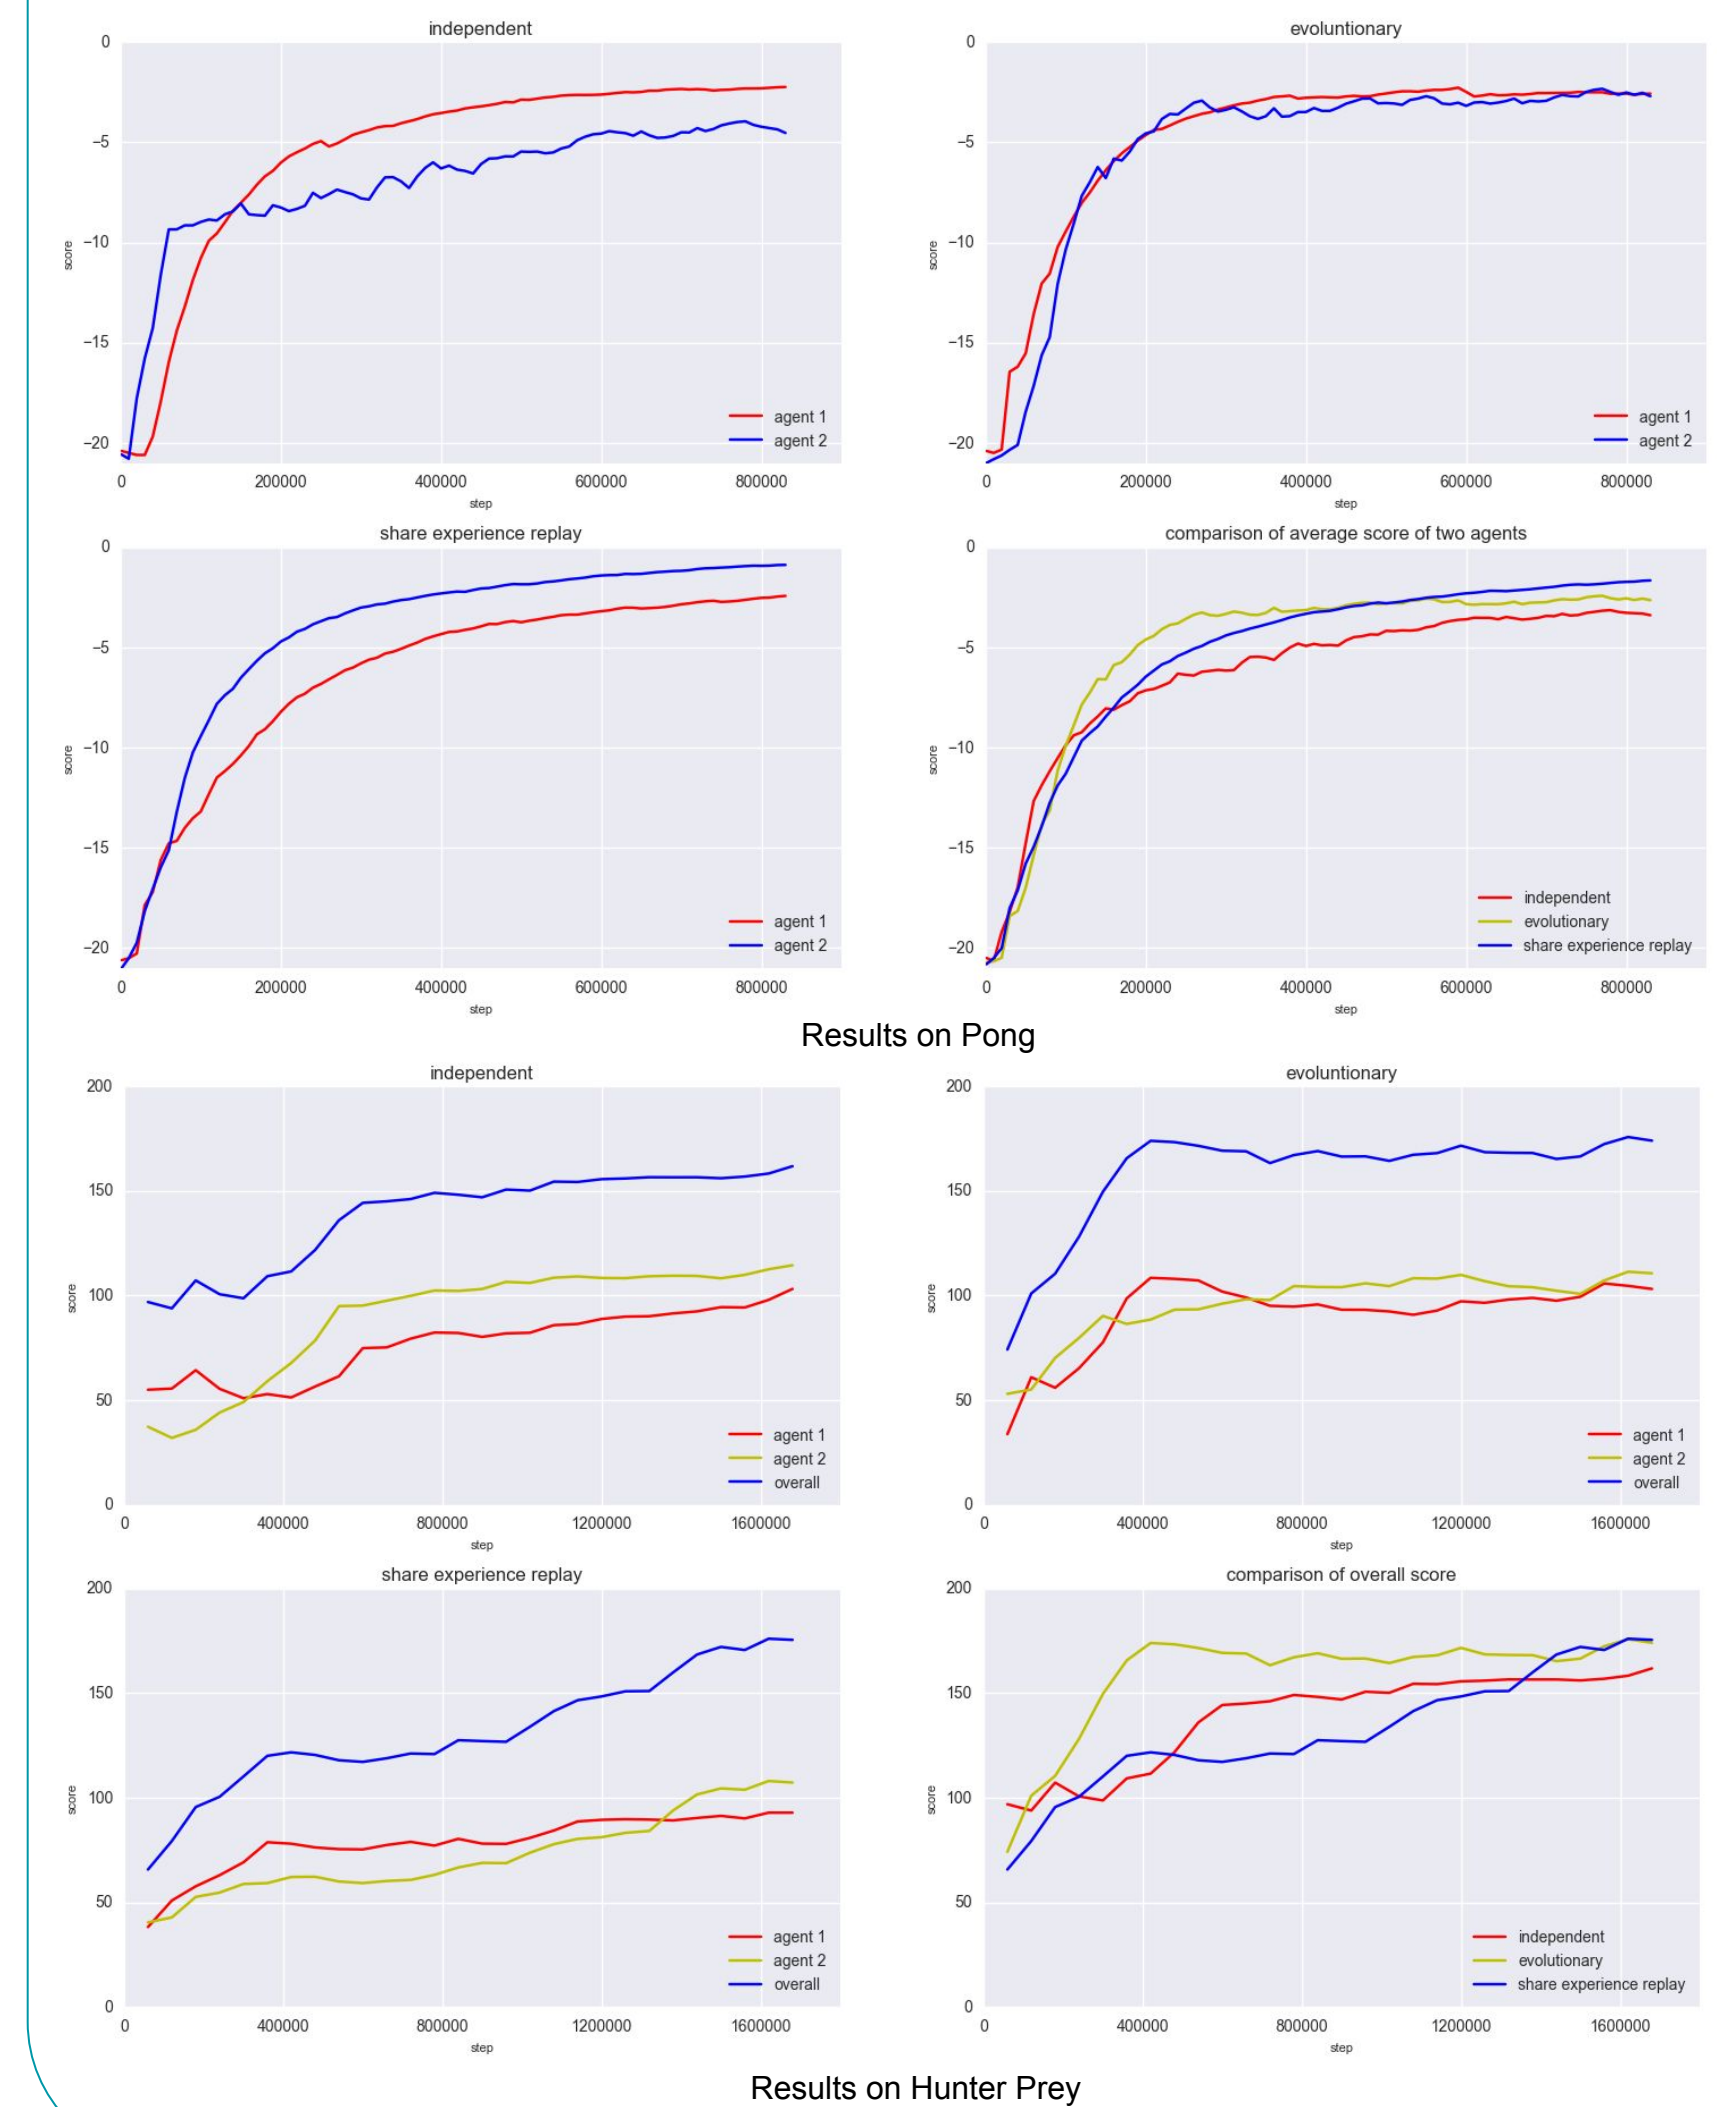 independent
0
−5
−10
−15
−20
score
agent 1
agent 2
0 200000 400000 600000 800000
step
evoluntionary
0
−5
−10
−15
−20
score
agent 1
agent 2
0 200000 400000 600000 800000
step
share experience replay
0
−5
−10
−15
−20
score
agent 1
agent 2
0 200000 400000 600000 800000
step
comparison of average score of two agents
0
−5
−10
−15
−20
score
independent
evolutionary
share experience replay
0 200000 400000 600000 800000
step
Results on Pong
independent
200
150
100
50
0
score
agent 1
agent 2
overall
0 400000 800000 1200000 1600000
step
evoluntionary
200
150
100
50
0
score
agent 1
agent 2
overall
0 400000 800000 1200000 1600000
step
share experience replay
200
150
100
50
0
score
agent 1
agent 2
overall
0 400000 800000 1200000 1600000
step
comparison of overall score
200
150
100
50
0
score
independent
evolutionary
share experience replay
0 400000 800000 1200000 1600000
step
Results on Hunter Prey